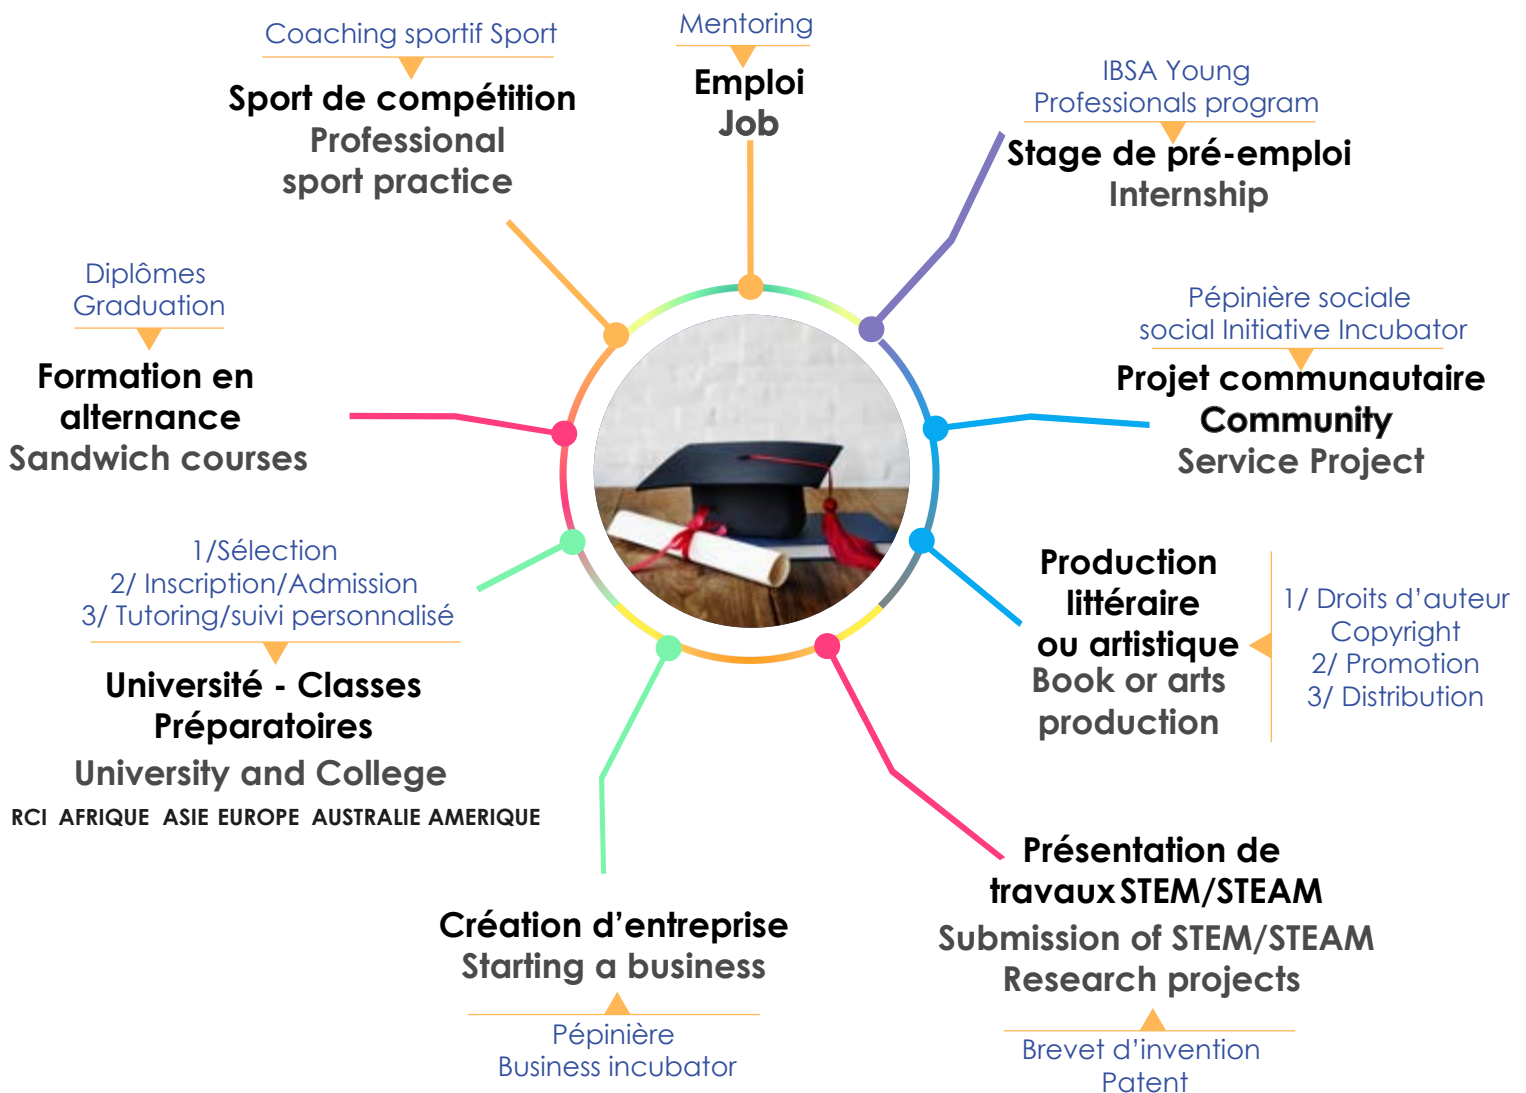 Coaching sportif Sport
Sport de compétition
Professional
sport practice
Mentoring
Emploi
Job
IBSA Young
Professionals program
Stage de pré-emploi
Internship
Diplômes
Graduation
Formation en
alternance
Sandwich courses
Pépinière sociale
social Initiative Incubator
Projet communautaire
Community
Service Project
1/Sélection
2/ Inscription/Admission
3/ Tutoring/suivi personnalisé
Université - Classes
Préparatoires
University and College
RCI AFRIQUE ASIE EUROPE AUSTRALIE AMERIQUE
Production
littéraire
ou artistique
Book or arts
production
1/ Droits d’auteur
Copyright
2/ Promotion
3/ Distribution
Création d’entreprise
Starting a business
Pépinière
Business incubator
Présentation de
travaux STEM/STEAM
Submission of STEM/STEAM
Research projects
Brevet d’invention
Patent